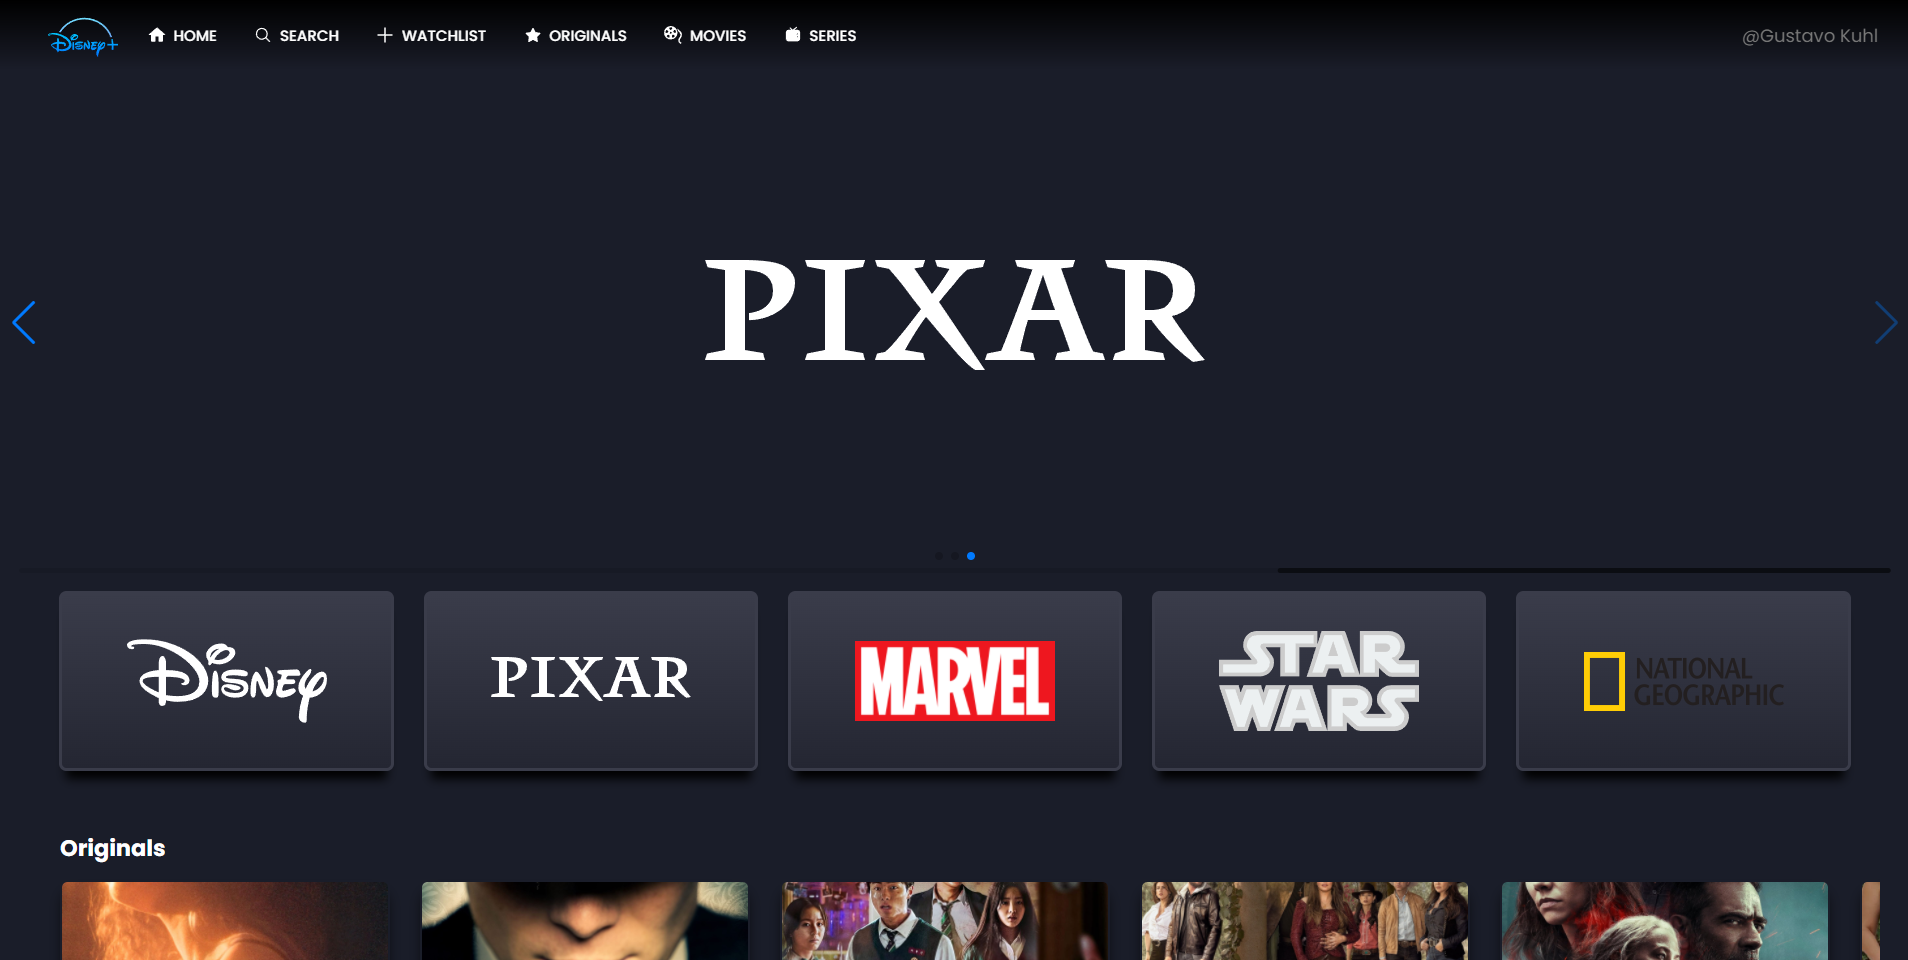 Disney+ HOME SEARCH WATCHLIST ORIGINALS MOVIES SERIES @Gustavo Kuhl
PIXAR
Disney PIXAR MARVEL STAR WARS NATIONAL GEOGRAPHIC
Originals